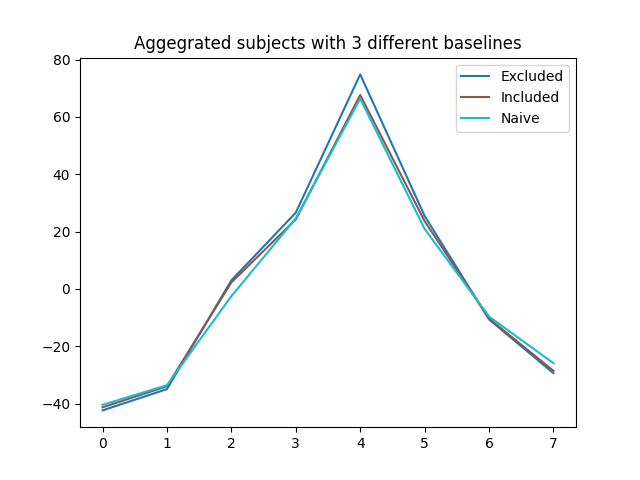 Aggegrated subjects with 3 different baselines
80
60
40
20
0
−20
−40
0 1 2 3 4 5 6 7
Excluded
Included
Naive